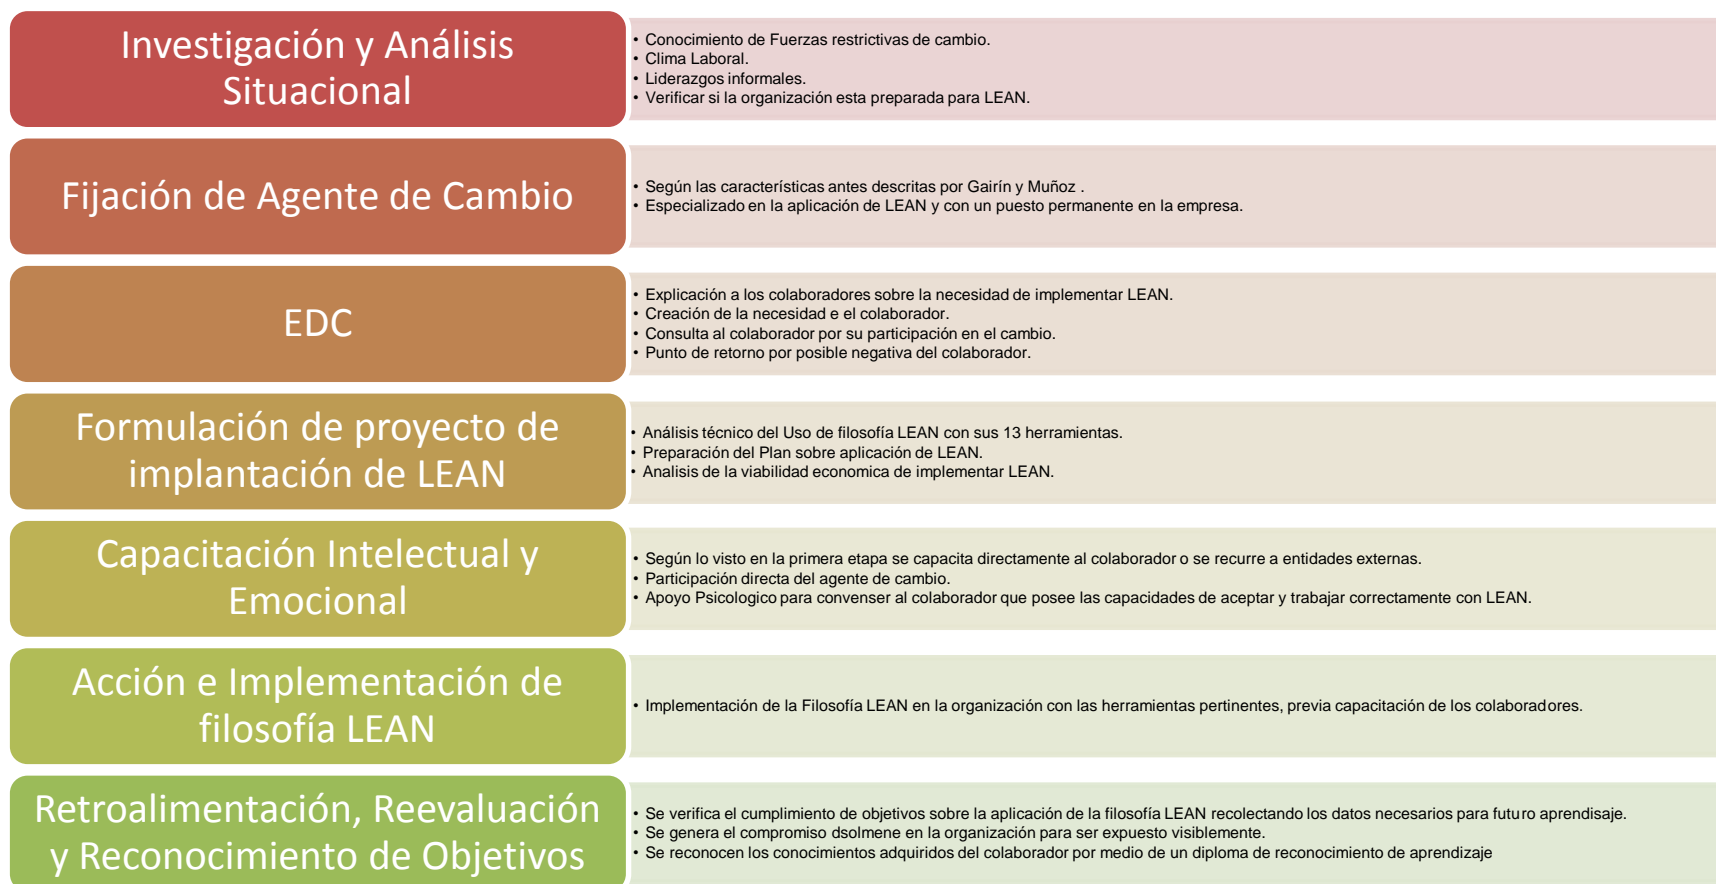 Investigación y Análisis
Situacional
• Conocimiento de Fuerzas restrictivas de cambio.
• Clima Laboral.
• Liderazgos informales.
• Verificar si la organización esta preparada para LEAN.
Fijación de Agente de Cambio
• Según las características antes descritas por Gairín y Muñoz .
• Especializado en la aplicación de LEAN y con un puesto permanente en la empresa.
EDC
• Explicación a los colaboradores sobre la necesidad de implementar LEAN.
• Creación de la necesidad e el colaborador.
• Consulta al colaborador por su participación en el cambio.
• Punto de retorno por posible negativa del colaborador.
Formulación de proyecto de
implantación de LEAN
• Análisis técnico del Uso de filosofía LEAN con sus 13 herramientas.
• Preparación del Plan sobre aplicación de LEAN.
• Analisis de la viabilidad economica de implementar LEAN.
Capacitación Intelectual y
Emocional
• Según lo visto en la primera etapa se capacita directamente al colaborador o se recurre a entidades externas.
• Participación directa del agente de cambio.
• Apoyo Psicologico para convenser al colaborador que posee las capacidades de aceptar y trabajar correctamente con LEAN.
Acción e Implementación de
filosofía LEAN
• Implementación de la Filosofía LEAN en la organización con las herramientas pertinentes, previa capacitación de los colaboradores.
Retroalimentación, Reevaluación
y Reconocimiento de Objetivos
• Se verifica el cumplimiento de objetivos sobre la aplicación de la filosofía LEAN recolectando los datos necesarios para futuro aprendisaje.
• Se genera el compromiso dsolmene en la organización para ser expuesto visiblemente.
• Se reconocen los conocimientos adquiridos del colaborador por medio de un diploma de reconocimiento de aprendizaje